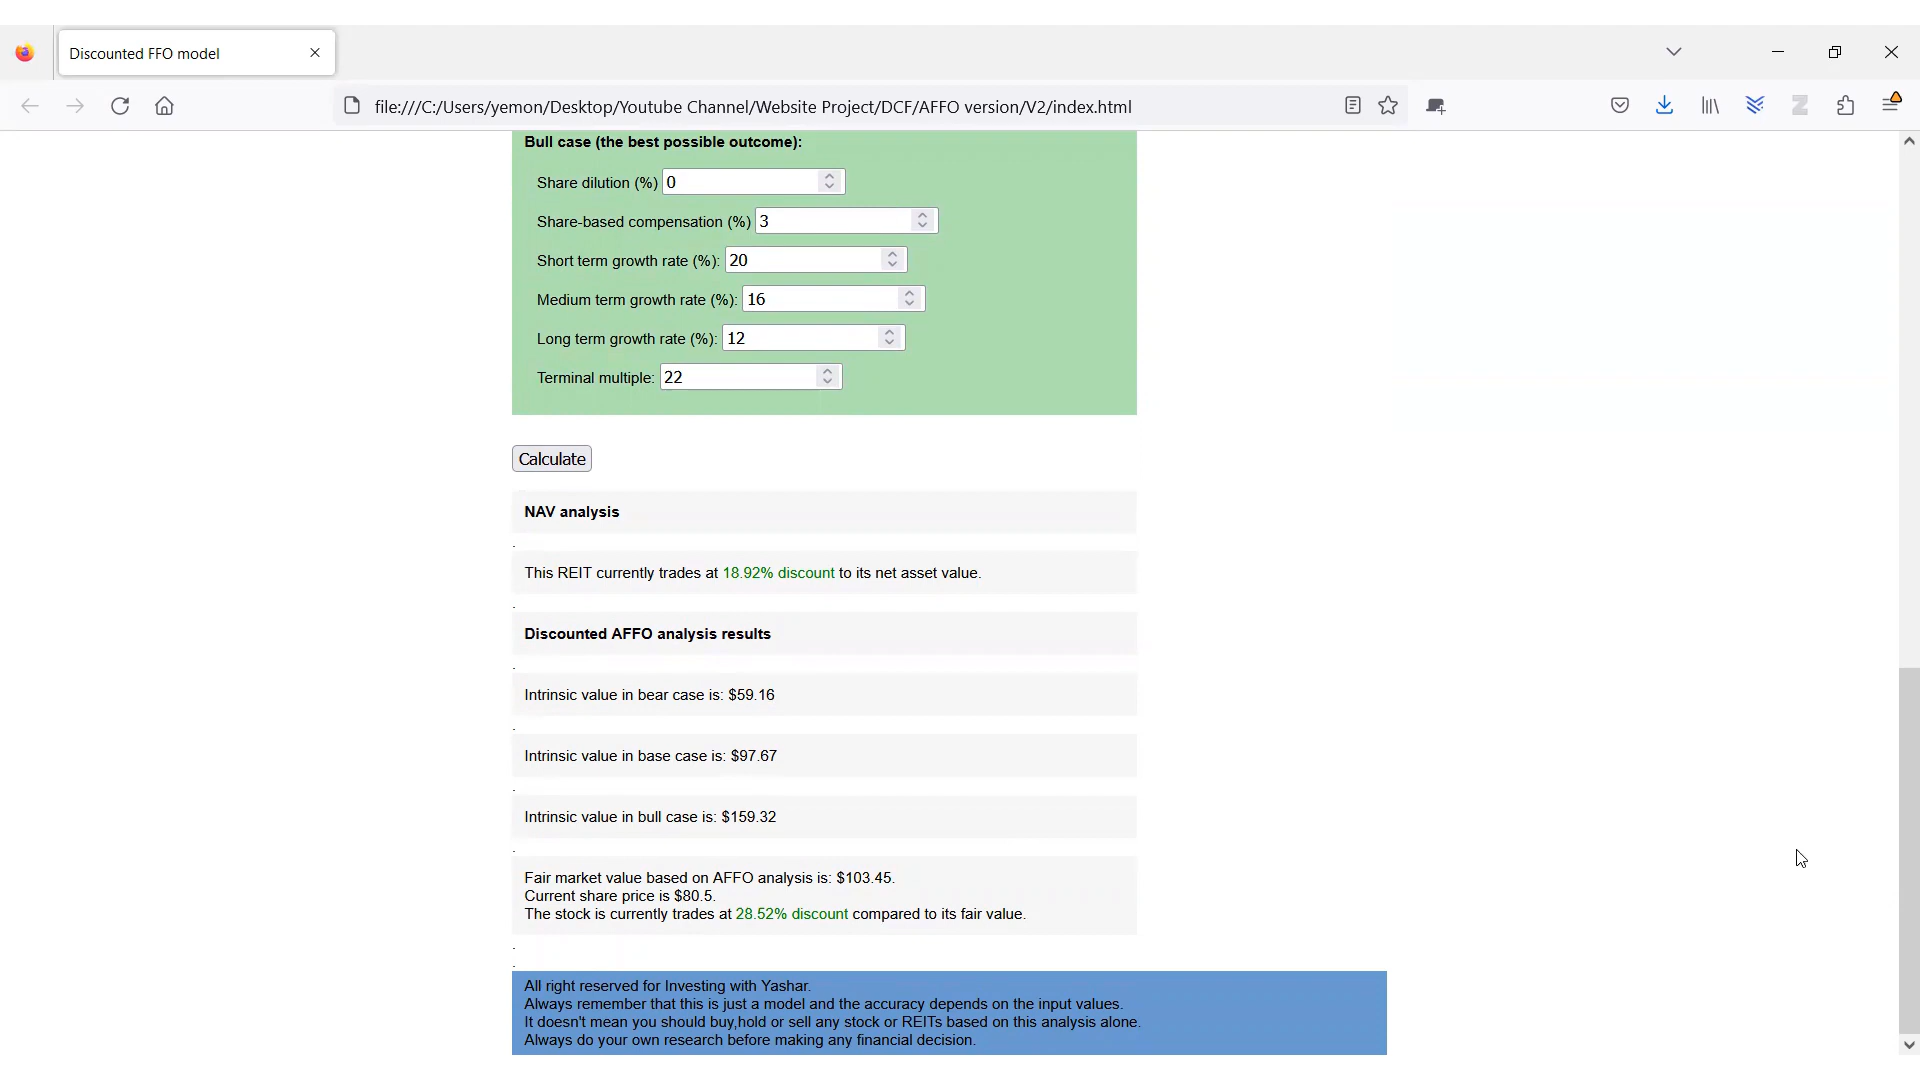 Discounted FFO model
file:///C:/Users/yemon/Desktop/Youtube Channel/Website Project/DCF/AFFO version/V2/index.html
Bull case (the best possible outcome):
Share dilution (%) 0
Share-based compensation (%) 3
Short term growth rate (%): 20
Medium term growth rate (%): 16
Long term growth rate (%): 12
Terminal multiple: 22
Calculate
NAV analysis
.
This REIT currently trades at 18.92% discount to its net asset value.
.
Discounted AFFO analysis results
.
Intrinsic value in bear case is: $59.16
.
Intrinsic value in base case is: $97.67
.
Intrinsic value in bull case is: $159.32
.
Fair market value based on AFFO analysis is: $103.45.
Current share price is $80.5.
The stock is currently trades at 28.52% discount compared to its fair value.
.
.
All right reserved for Investing with Yashar.
Always remember that this is just a model and the accuracy depends on the input values.
It doesn't mean you should buy,hold or sell any stock or REITs based on this analysis alone.
Always do your own research before making any financial decision.